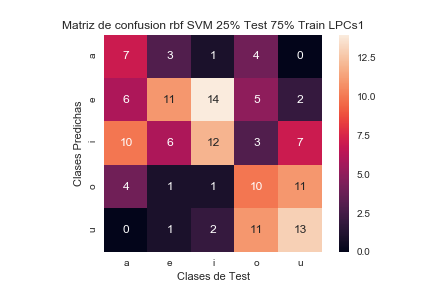 Matriz de confusion rbf SVM 25% Test 75% Train LPCs1
Clases Predichas
a 7 3 1 4 0
e 6 11 14 5 2
i 10 6 12 3 7
o 4 1 1 10 11
u 0 1 2 11 13
a e i o u
Clases de Test
12.5
10.0
7.5
5.0
2.5
0.0